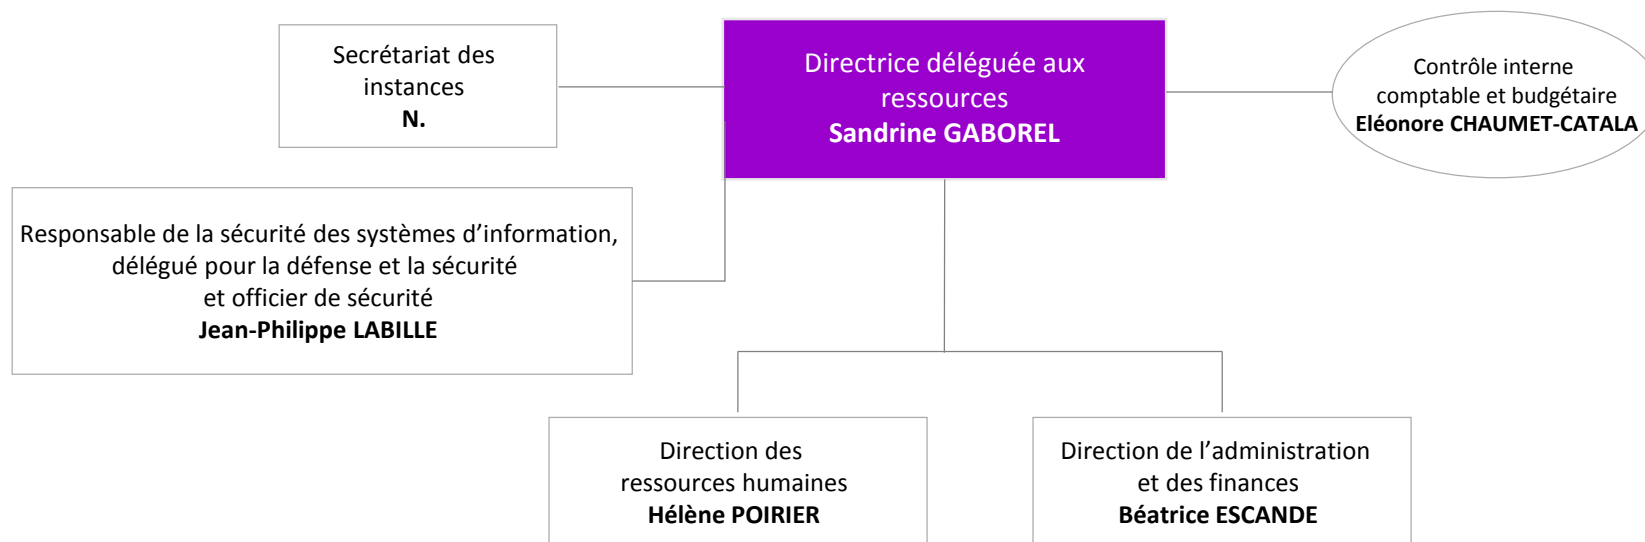 Secrétariat des
instances
N.
Directrice déléguée aux
ressources
Sandrine GABOREL
Contrôle interne
comptable et budgétaire
Eléonore CHAUMET-CATALA
Responsable de la sécurité des systèmes d’information,
délégué pour la défense et la sécurité
et officier de sécurité
Jean-Philippe LABILLE
Direction des
ressources humaines
Hélène POIRIER
Direction de l’administration
et des finances
Béatrice ESCANDE